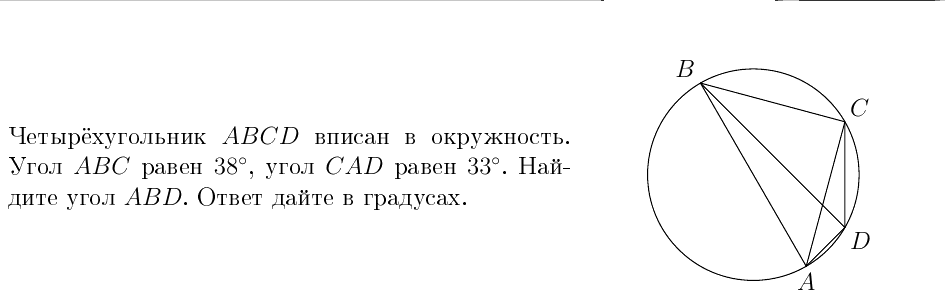 B
C
Четырёхугольник ABCD вписан в окружность.
Угол ABC равен 38°, угол CAD равен 33°. Най-
дите угол ABD. Ответ дайте в градусах.
D
A